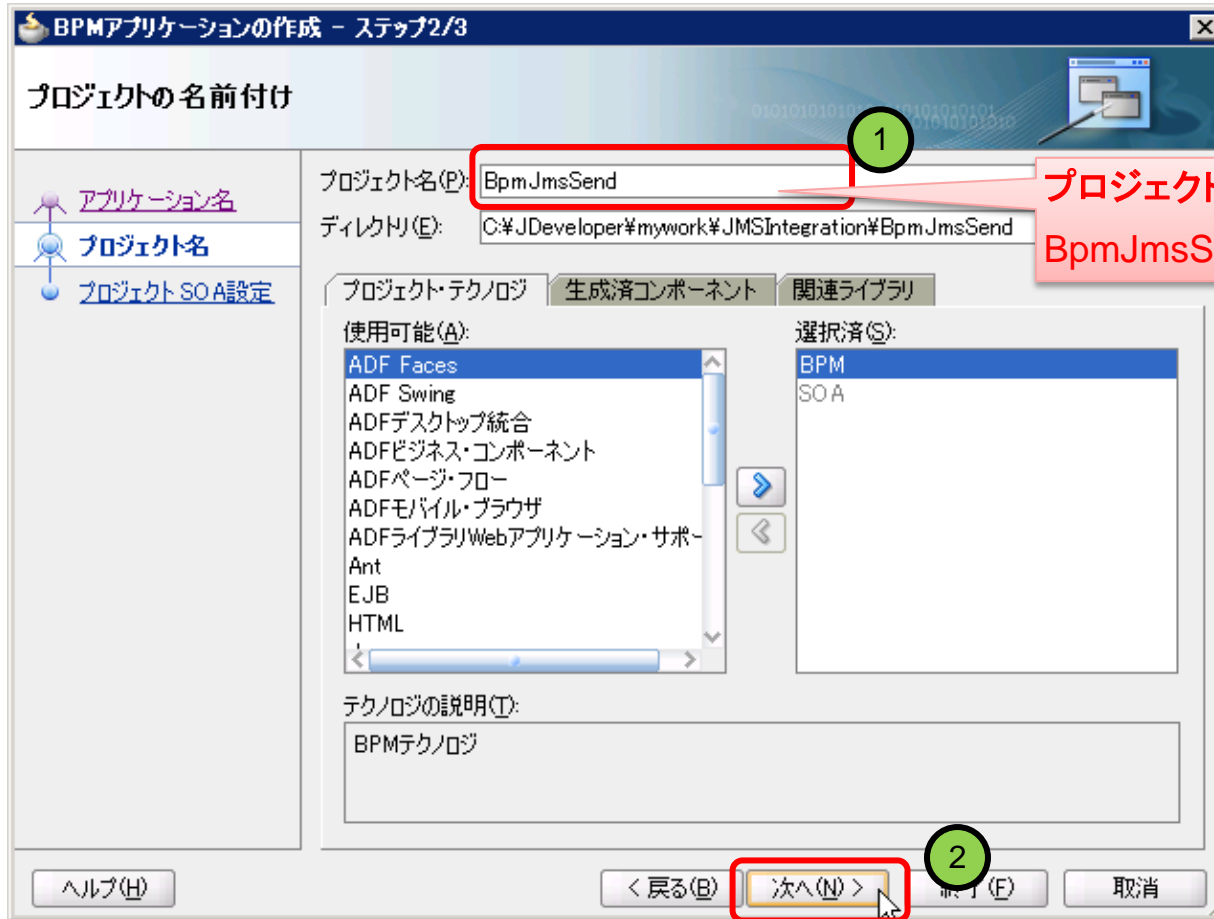 BPMアプリケーションの作成 - ステップ2/3
プロジェクトの名前付け
アプリケーション名
プロジェクト名
プロジェクト SOA設定
1
プロジェクト名(P): BpmJmsSend
ディレクトリ(E): C:¥JDeveloper¥mywork¥JMSIntegration¥BpmJmsSend
プロジェクト
BpmJmsS
プロジェクト・テクノロジ 生成済コンポーネント 関連ライブラリ
使用可能(A):
ADF Faces
ADF Swing
ADFデスクトップ統合
ADFビジネス・コンポーネント
ADFページ・フロー
ADFモバイル・ブラウザ
ADFライブラリWebアプリケーション・サポー
Ant
EJB
HTML
選択済(S):
BPM
SOA
テクノロジの説明(T):
BPMテクノロジ
2
ヘルプ(H) < 戻る(B) 次へ(N) > 終了(F) 取消